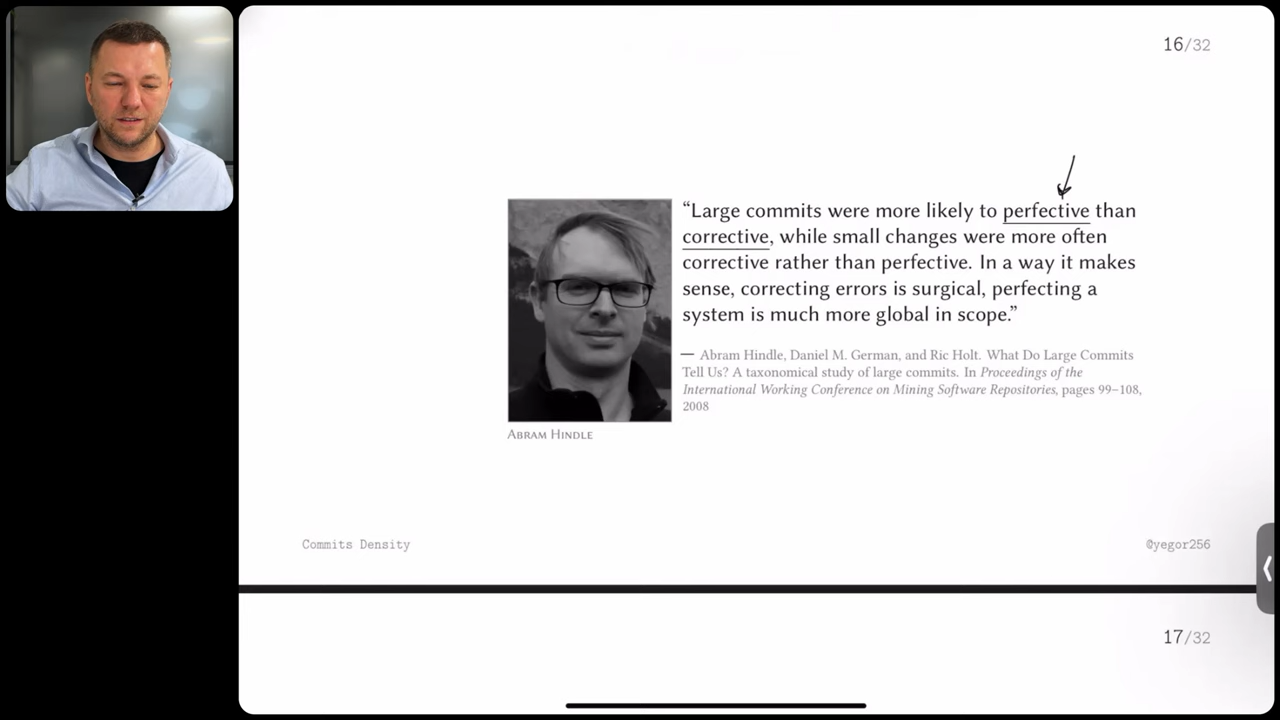 16/32
“Large commits were more likely to perfective than
corrective, while small changes were more often
corrective rather than perfective. In a way it makes
sense, correcting errors is surgical, perfecting a
system is much more global in scope.”
— Abram Hindle, Daniel M. German, and Ric Holt. What Do Large Commits
Tell Us? A taxonomical study of large commits. In Proceedings of the
International Working Conference on Mining Software Repositories, pages 99–108,
2008
Abram Hindle
Commits Density
@yegor256
17/32